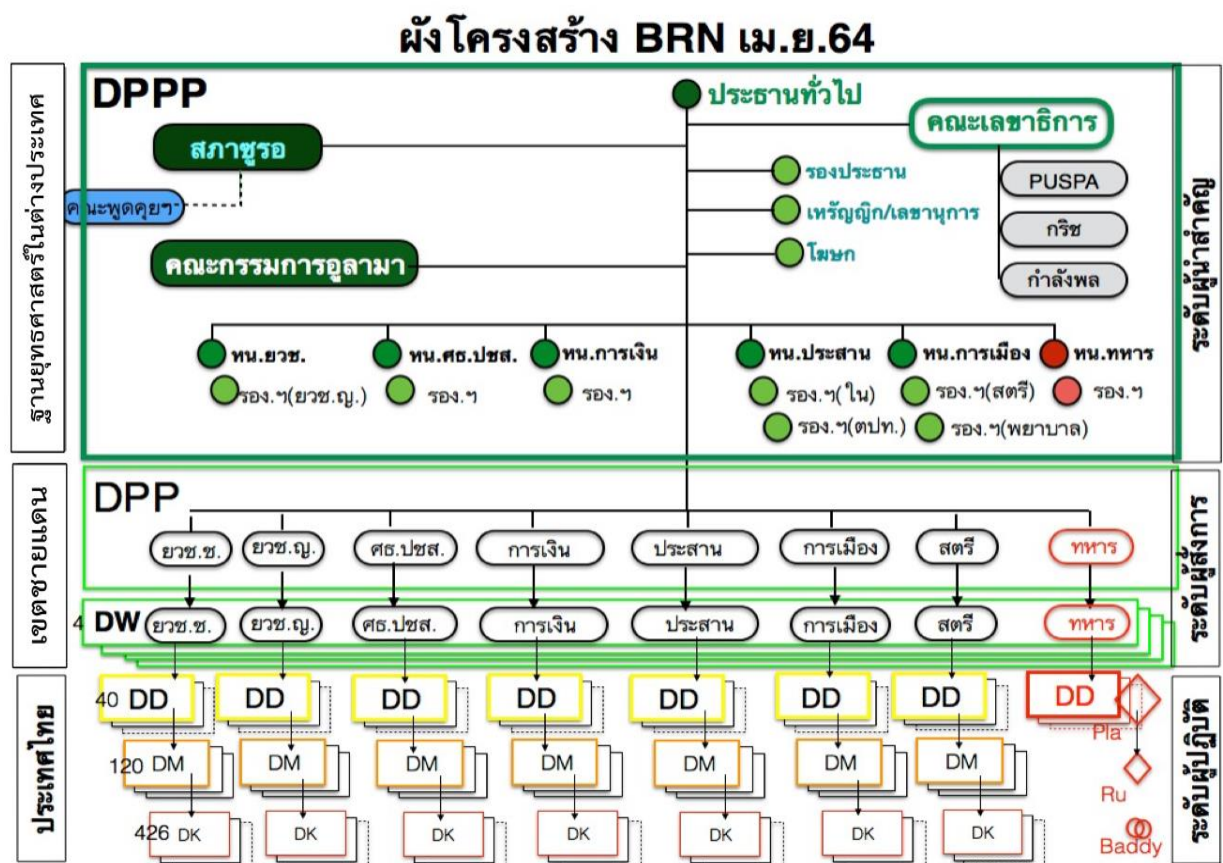 ผังโครงสร้าง BRN เม.ย.64
ฐานยุทธศาสตร์ในต่างประเทศ
ระดับผู้นำสำคัญ
DPPP
ประธานทั่วไป
คณะเลขาธิการ
สภาซูรอ
คณะพูดคุยฯ
รองประธาน
PUSPA
เหรัญญิก/เลขานุการ
กริช
โฆษก
คณะกรรมการอูลามา
กำลังพล
หน.ยวช. หน.ศธ.ปชส. หน.การเงิน หน.ประสาน หน.การเมือง หน.ทหาร
รอง.ฯ(ยวช.ญ.) รอง.ฯ รอง.ฯ รอง.ฯ(ใน) รอง.ฯ(สตรี) รอง.ฯ
รอง.ฯ(ตปท.) รอง.ฯ(พยาบาล)
เขตชายแดน
ระดับผู้สั่งการ
DPP
ยวช.ช. ยวช.ญ. ศธ.ปชส. การเงิน ประสาน การเมือง สตรี ทหาร
4 DW ยวช.ช. ยวช.ญ. ศธ.ปชส. การเงิน ประสาน การเมือง สตรี ทหาร
ประเทศไทย
ระดับผู้ปฏิบัติ
40 DD DD DD DD DD DD DD DD
Pla
120 DM DM DM DM DM DM DM
Ru
426 DK DK DK DK DK DK DK
Baddy